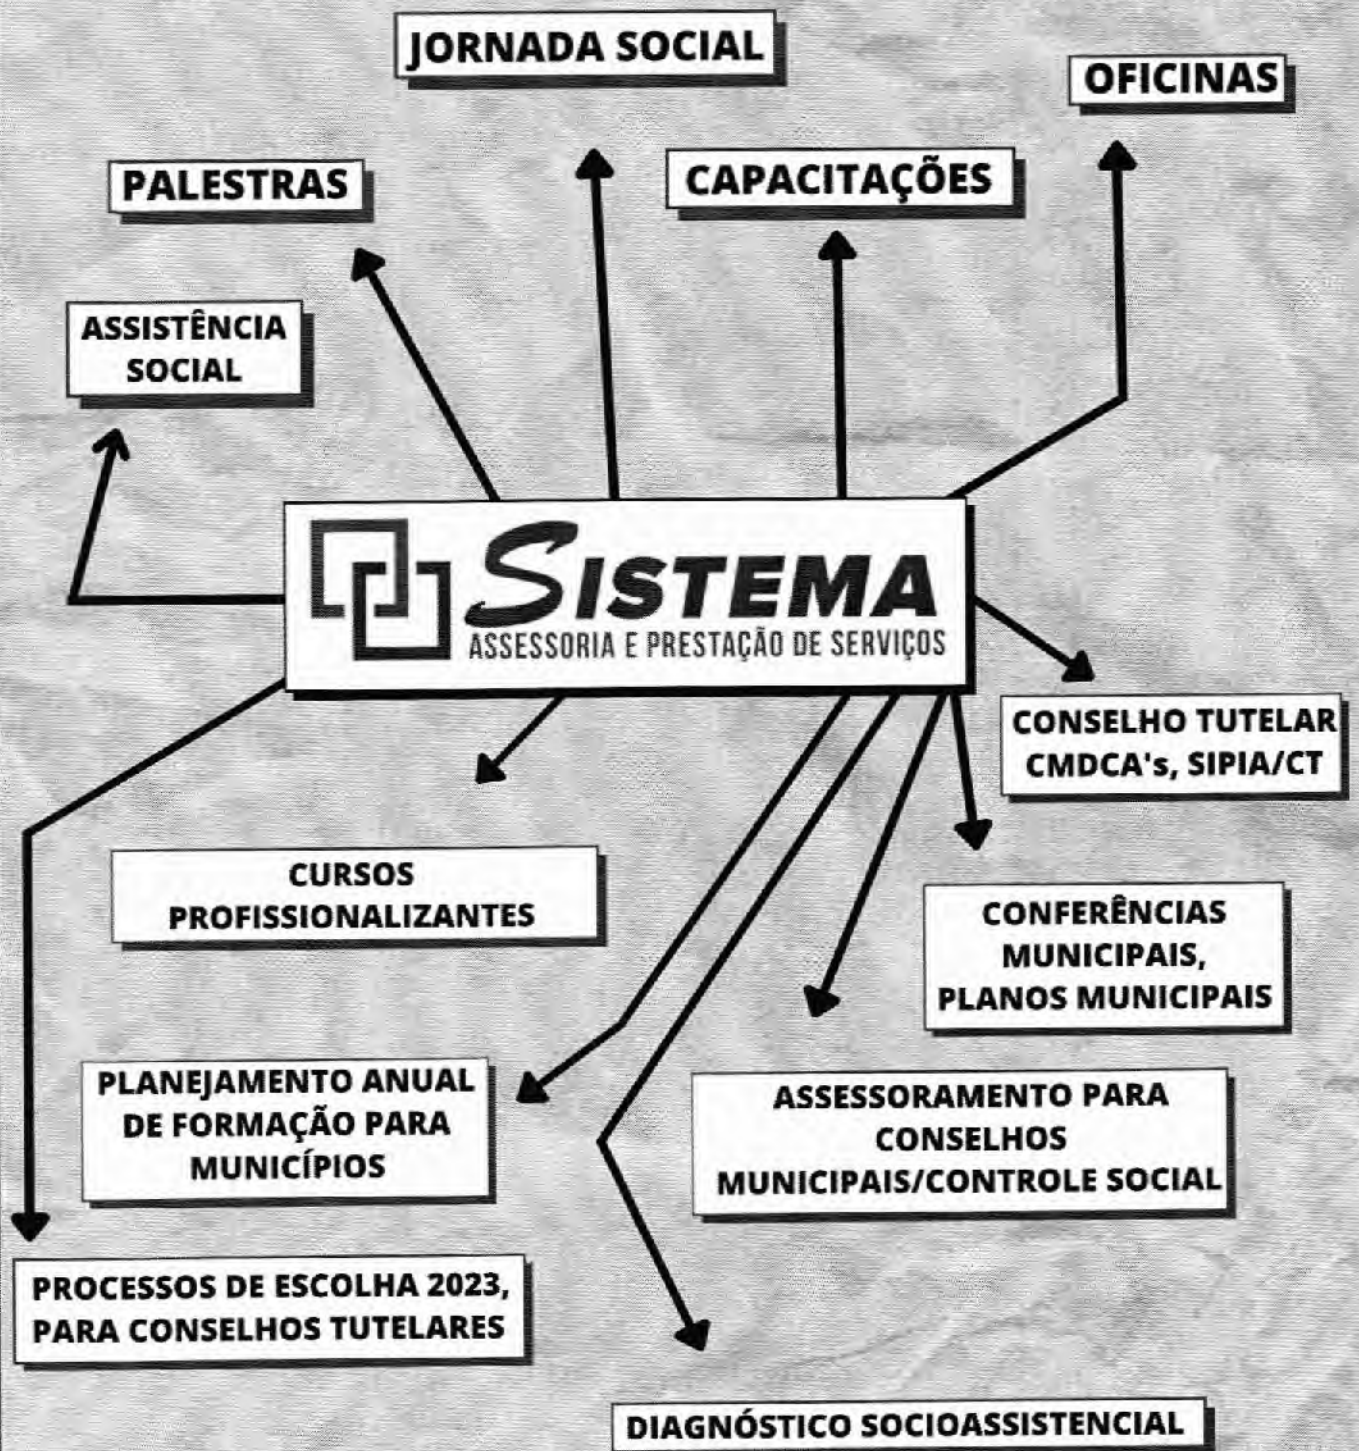 JORNADA SOCIAL
OFICINAS
PALESTRAS
CAPACITAÇÕES
ASSISTÊNCIA
SOCIAL
SISTEMA
ASSESSORIA E PRESTAÇÃO DE SERVIÇOS
CONSELHO TUTELAR
CMDCA's, SIPIA/CT
CURSOS
PROFISSIONALIZANTES
CONFERÊNCIAS
MUNICIPAIS,
PLANOS MUNICIPAIS
PLANEJAMENTO ANUAL
DE FORMAÇÃO PARA
MUNICÍPIOS
ASSESSORAMENTO PARA
CONSELHOS
MUNICIPAIS/CONTROLE SOCIAL
PROCESSOS DE ESCOLHA 2023,
PARA CONSELHOS TUTELARES
DIAGNÓSTICO SOCIOASSISTENCIAL